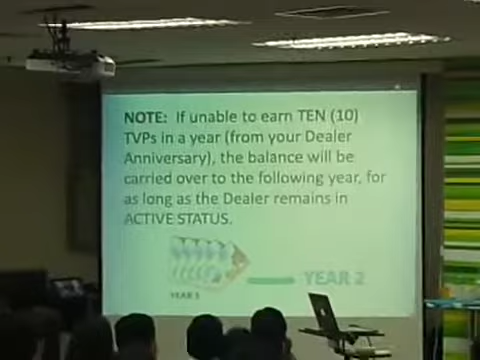 NOTE: If unable to earn TEN (10)
TVPs in a year (from your Dealer
Anniversary), the balance will be
carried over to the following year, for
as long as the Dealer remains in
ACTIVE STATUS.
YEAR 2
YEAR 1